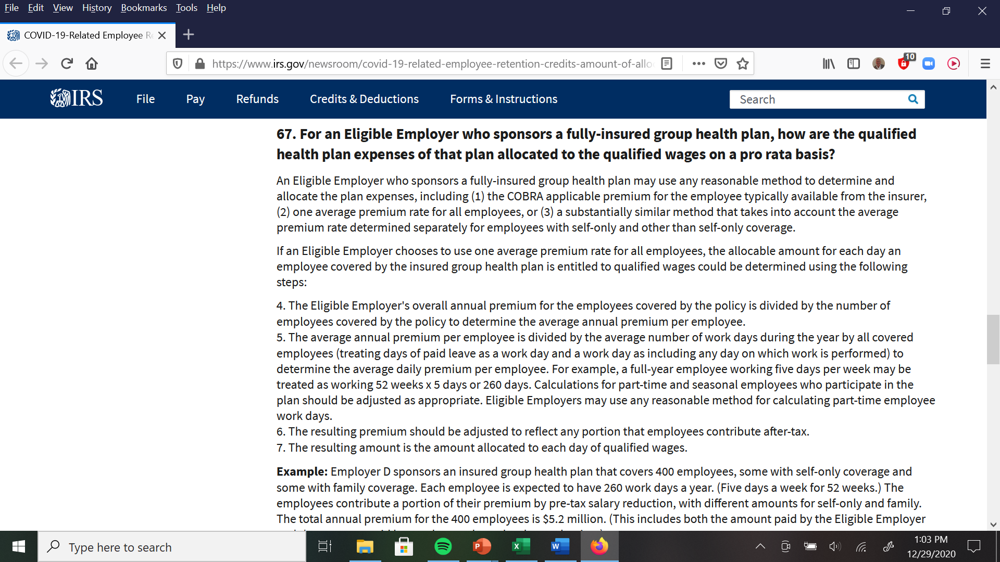 File Edit View History Bookmarks Tools Help
COVID-19-Related Employee Re
https://www.irs.gov/newsroom/covid-19-related-employee-retention-credits-amount-of-allo
10
IRS File Pay Refunds Credits & Deductions Forms & Instructions Search
67. For an Eligible Employer who sponsors a fully-insured group health plan, how are the qualified
health plan expenses of that plan allocated to the qualified wages on a pro rata basis?
An Eligible Employer who sponsors a fully-insured group health plan may use any reasonable method to determine and
allocate the plan expenses, including (1) the COBRA applicable premium for the employee typically available from the insurer,
(2) one average premium rate for all employees, or (3) a substantially similar method that takes into account the average
premium rate determined separately for employees with self-only and other than self-only coverage.
If an Eligible Employer chooses to use one average premium rate for all employees, the allocable amount for each day an
employee covered by the insured group health plan is entitled to qualified wages could be determined using the following
steps:
4. The Eligible Employer's overall annual premium for the employees covered by the policy is divided by the number of
employees covered by the policy to determine the average annual premium per employee.
5. The average annual premium per employee is divided by the average number of work days during the year by all covered
employees (treating days of paid leave as a work day and a work day as including any day on which work is performed) to
determine the average daily premium per employee. For example, a full-year employee working five days per week may be
treated as working 52 weeks x 5 days or 260 days. Calculations for part-time and seasonal employees who participate in the
plan should be adjusted as appropriate. Eligible Employers may use any reasonable method for calculating part-time employee
work days.
6. The resulting premium should be adjusted to reflect any portion that employees contribute after-tax.
7. The resulting amount is the amount allocated to each day of qualified wages.
Example: Employer D sponsors an insured group health plan that covers 400 employees, some with self-only coverage and
some with family coverage. Each employee is expected to have 260 work days a year. (Five days a week for 52 weeks.) The
employees contribute a portion of their premium by pre-tax salary reduction, with different amounts for self-only and family.
The total annual premium for the 400 employees is $5.2 million. (This includes both the amount paid by the Eligible Employer
Type here to search
P
X
W
1:03 PM
12/29/2020